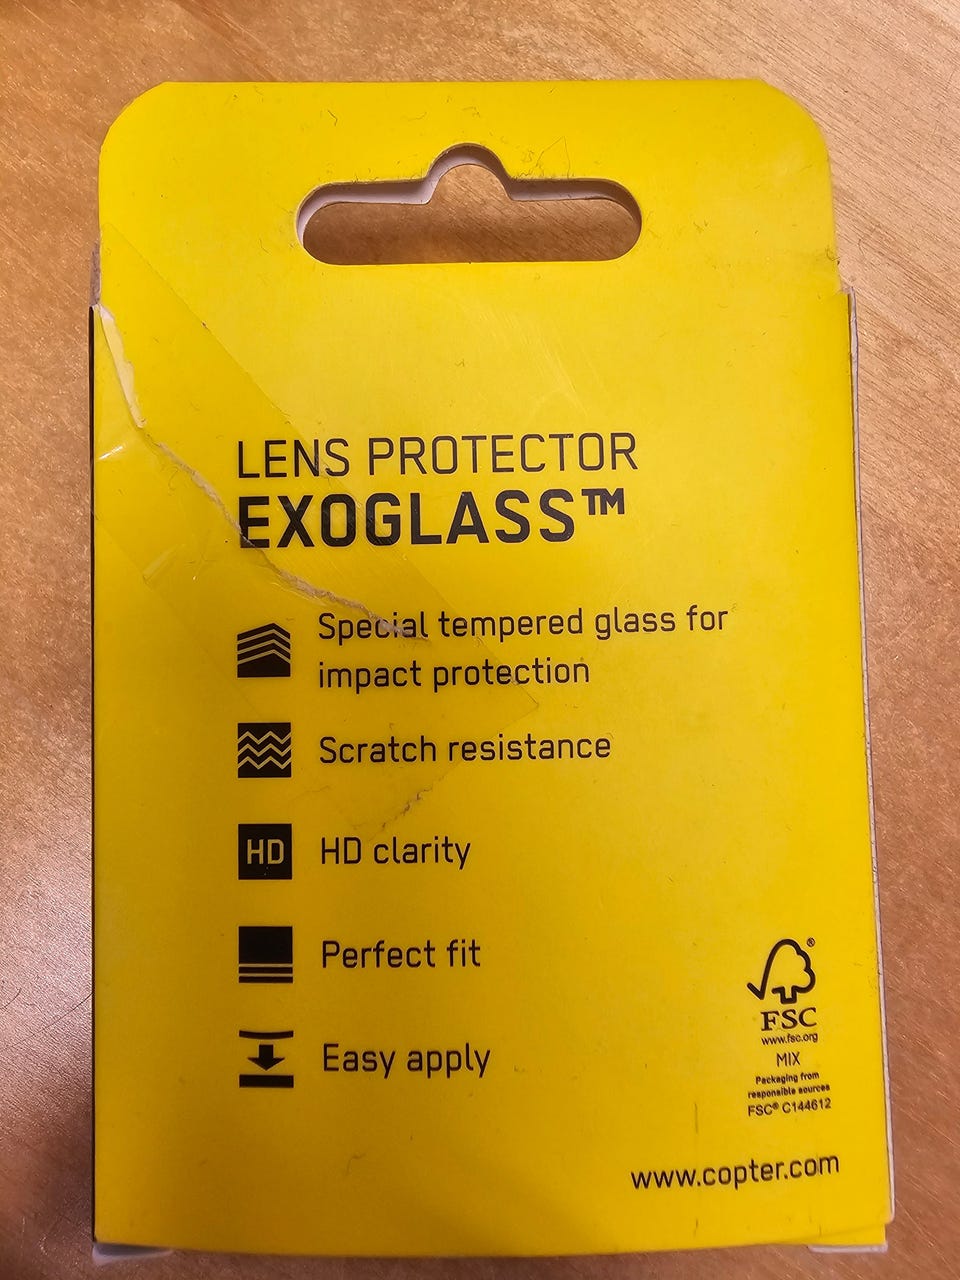 LENS PROTECTOR
EXOGLASS™
Special tempered glass for
impact protection
Scratch resistance
HD HD clarity
Perfect fit
Easy apply
®
FSC
www.fsc.org
MIX
Packaging from
responsible sources
FSC® C144612
www.copter.com